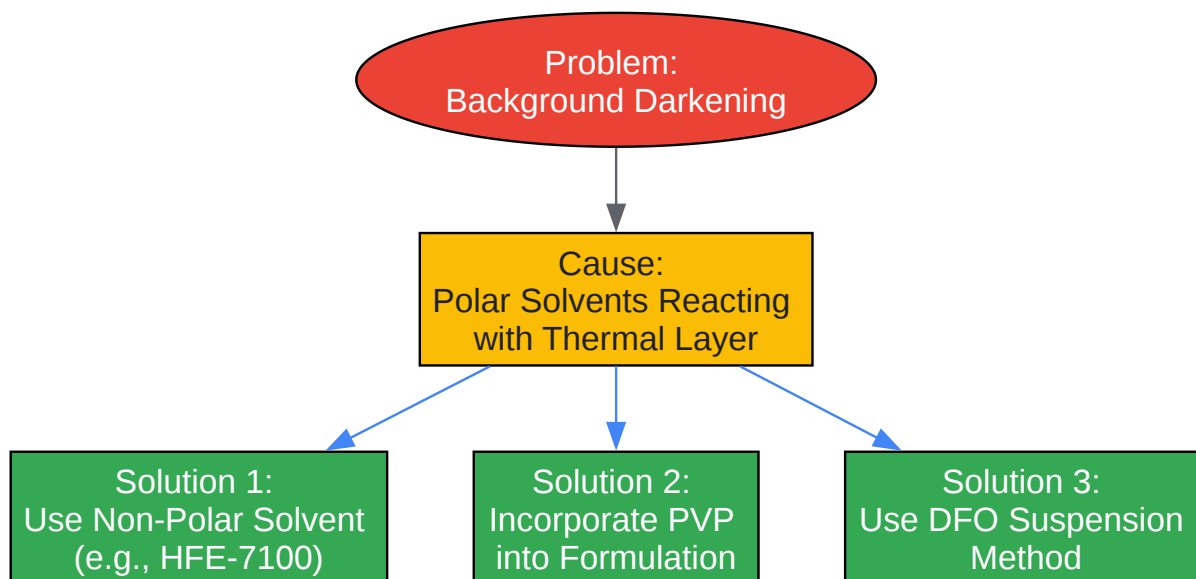 Problem:
Background Darkening
Cause:
Polar Solvents Reacting
with Thermal Layer
Solution 1:
Use Non-Polar Solvent
(e.g., HFE-7100)
Solution 2:
Incorporate PVP
into Formulation
Solution 3:
Use DFO Suspension
Method